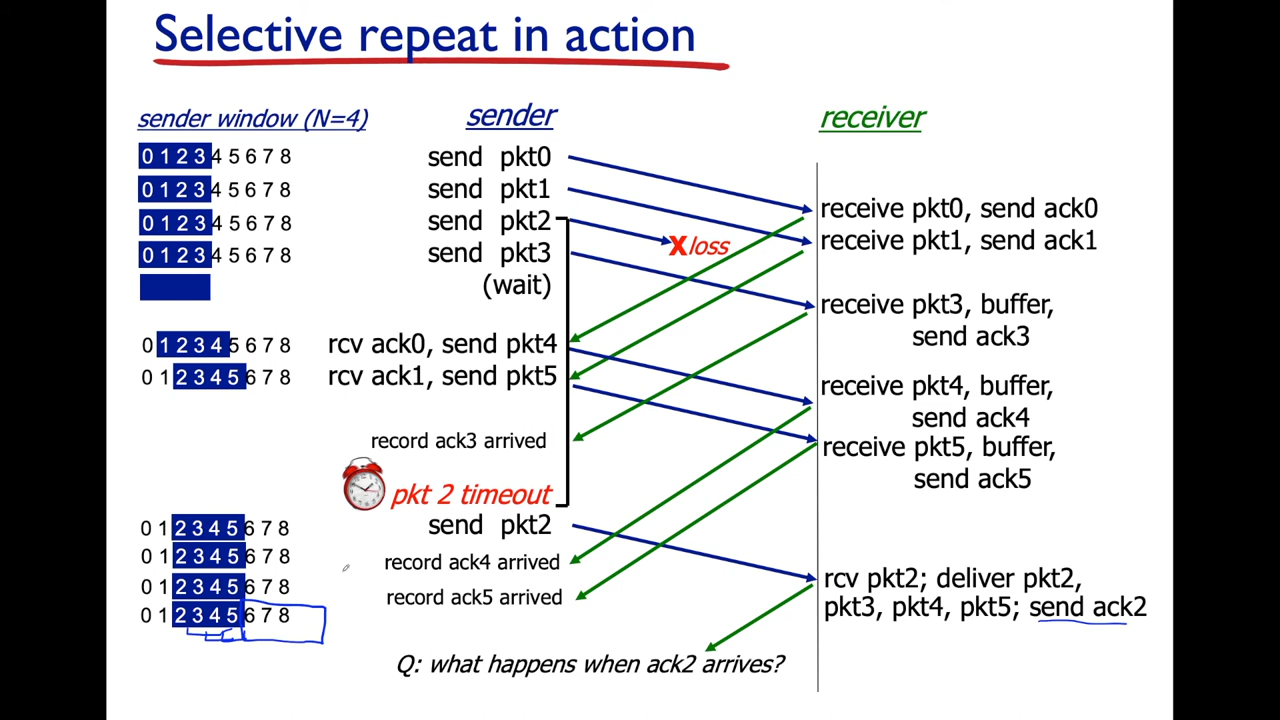 Selective repeat in action
sender window (N=4)
sender
receiver
0 1 2 3 4 5 6 7 8
send pkt0
0 1 2 3 4 5 6 7 8
send pkt1
receive pkt0, send ack0
0 1 2 3 4 5 6 7 8
send pkt2
X loss
receive pkt1, send ack1
0 1 2 3 4 5 6 7 8
send pkt3
(wait)
receive pkt3, buffer,
send ack3
0 1 2 3 4 5 6 7 8
rcv ack0, send pkt4
0 1 2 3 4 5 6 7 8
rcv ack1, send pkt5
receive pkt4, buffer,
send ack4
record ack3 arrived
receive pkt5, buffer,
send ack5
pkt 2 timeout
0 1 2 3 4 5 6 7 8
send pkt2
0 1 2 3 4 5 6 7 8
record ack4 arrived
0 1 2 3 4 5 6 7 8
record ack5 arrived
rcv pkt2; deliver pkt2,
pkt3, pkt4, pkt5; send ack2
0 1 2 3 4 5 6 7 8
Q: what happens when ack2 arrives?